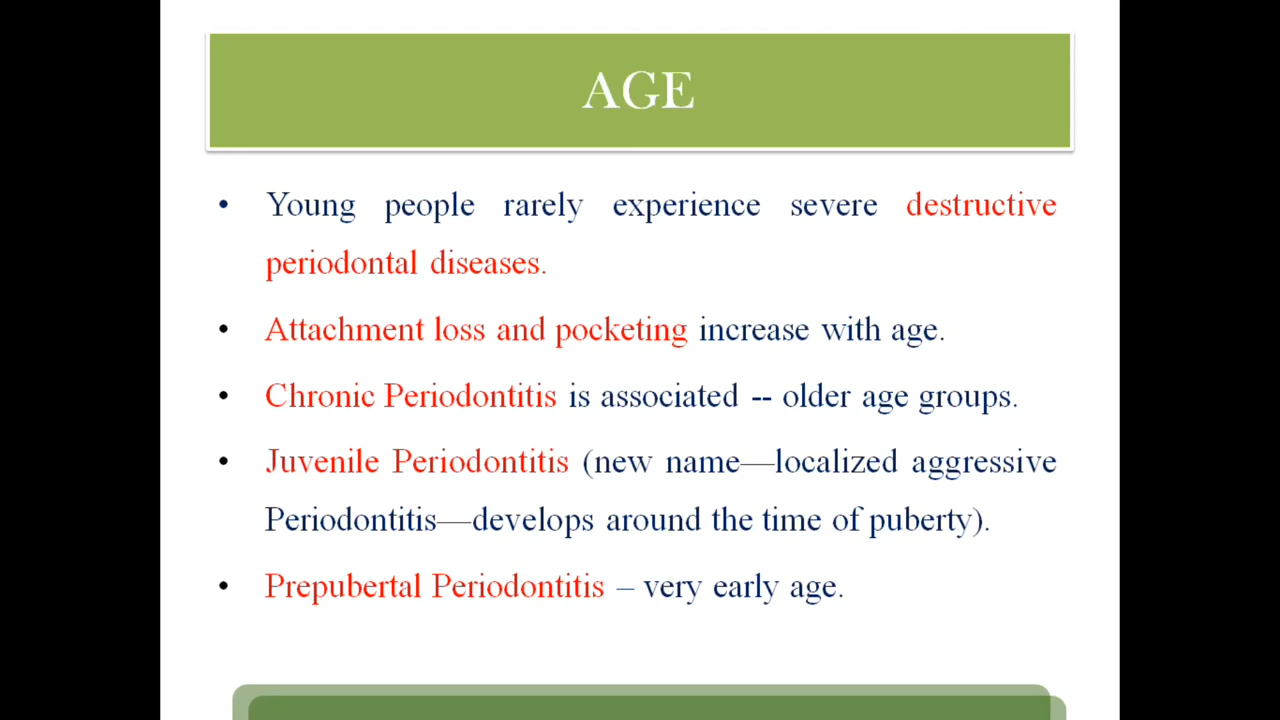 AGE
• Young people rarely experience severe destructive
periodontal diseases.
• Attachment loss and pocketing increase with age.
• Chronic Periodontitis is associated -- older age groups.
• Juvenile Periodontitis (new name—localized aggressive
Periodontitis—develops around the time of puberty).
• Prepubertal Periodontitis – very early age.